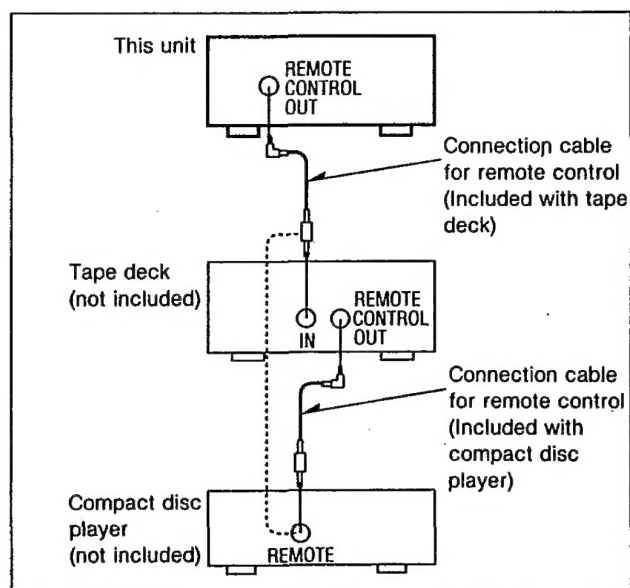 This unit
REMOTE
CONTROL
OUT
Connection cable
for remote control
(Included with tape
deck)
Tape deck
(not included)
IN
REMOTE
CONTROL
OUT
Connection cable
for remote control
(Included with
compact disc
player)
Compact disc
player
(not included)
REMOTE